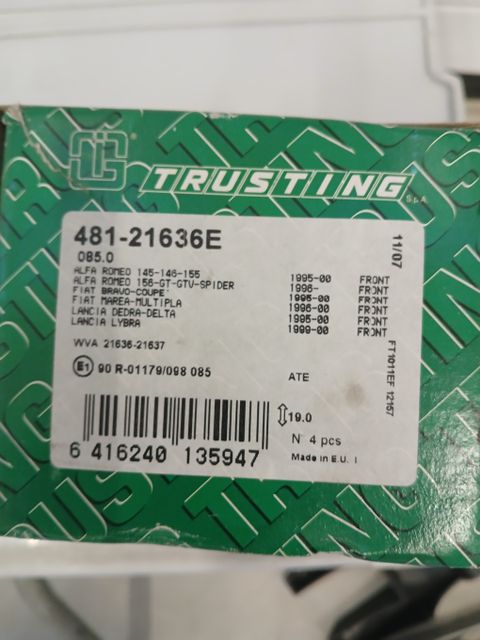 TRUSTING
S.p.A.
481-21636E
085.0
11/07
ALFA ROMEO 145-146-155 1995-00 FRONT
ALFA ROMEO 156-GT-GTV-SPIDER 1996- FRONT
FIAT BRAVO-COUPE' 1995-00 FRONT
FIAT MAREA-MULTIPLA 1996-00 FRONT
LANCIA DEDRA-DELTA 1995-00 FRONT
LANCIA LYBRA 1999-00 FRONT
WVA 21636-21637
E1 90 R-01179/098 085
ATE
FT1011EF 12157
19.0
N° 4 pcs
Made in E.U.
6 416240 135947